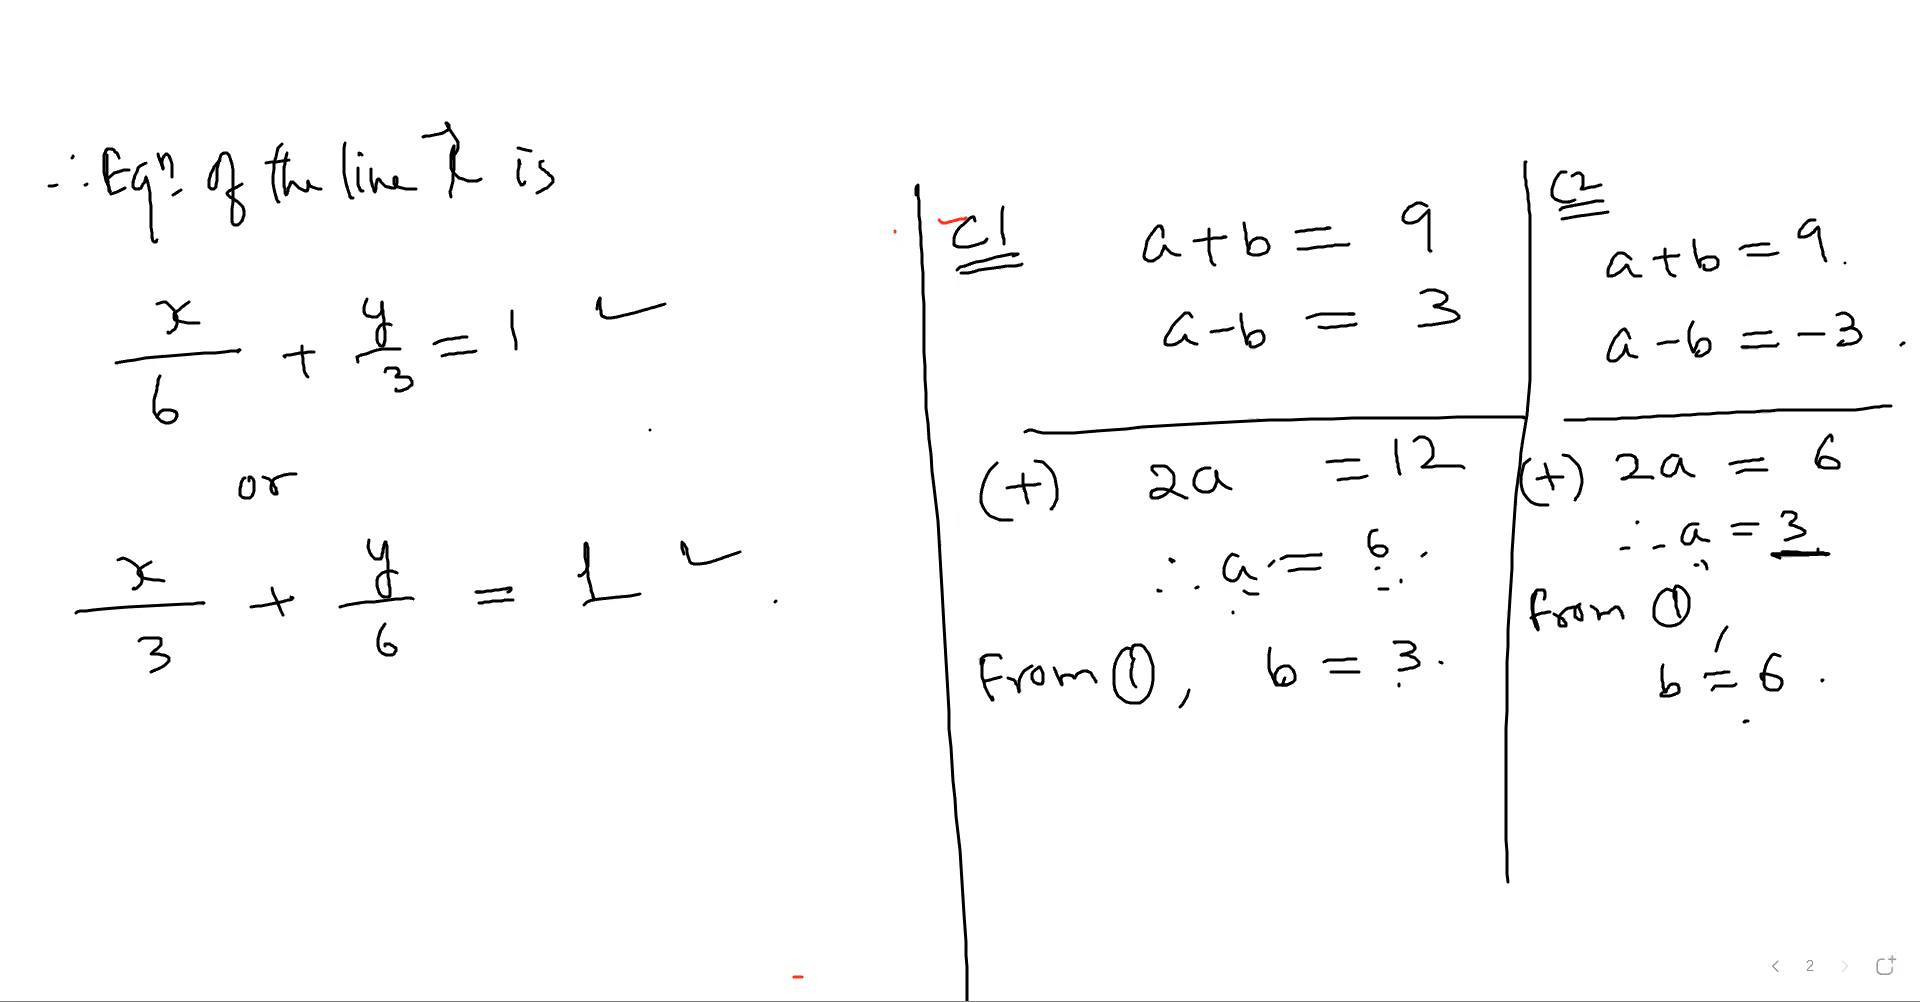 ∴ Eqⁿ. of the line l is
x/6 + y/3 = 1 ✓
or
x/3 + y/6 = 1 ✓
C1
a + b = 9
a - b = 3
(+) 2a = 12
∴ a = 6.
From ①, b = 3.
C2
a + b = 9.
a - b = -3.
(+) 2a = 6
∴ a = 3
From ①,
b = 6.
2